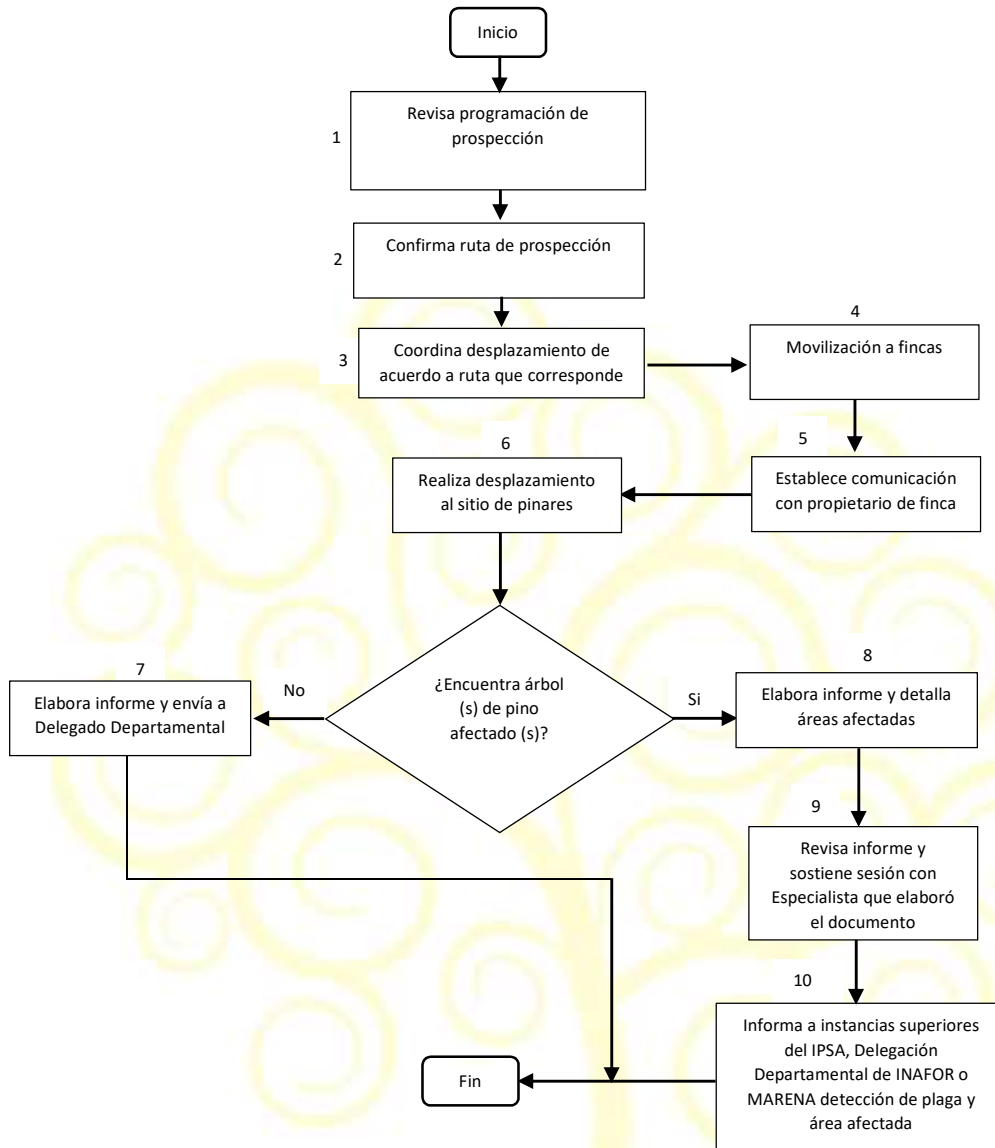 Inicio
1
Revisa programación de
prospección
2
Confirma ruta de prospección
3
Coordina desplazamiento de
acuerdo a ruta que corresponde
4
Movilización a fincas
5
Establece comunicación
con propietario de finca
6
Realiza desplazamiento
al sitio de pinares
¿Encuentra árbol
(s) de pino
afectado (s)?
No
Si
7
Elabora informe y envía a
Delegado Departamental
8
Elabora informe y detalla
áreas afectadas
9
Revisa informe y
sostiene sesión con
Especialista que elaboró
el documento
10
Informa a instancias superiores
del IPSA, Delegación
Departamental de INAFOR o
MARENA detección de plaga y
área afectada
Fin